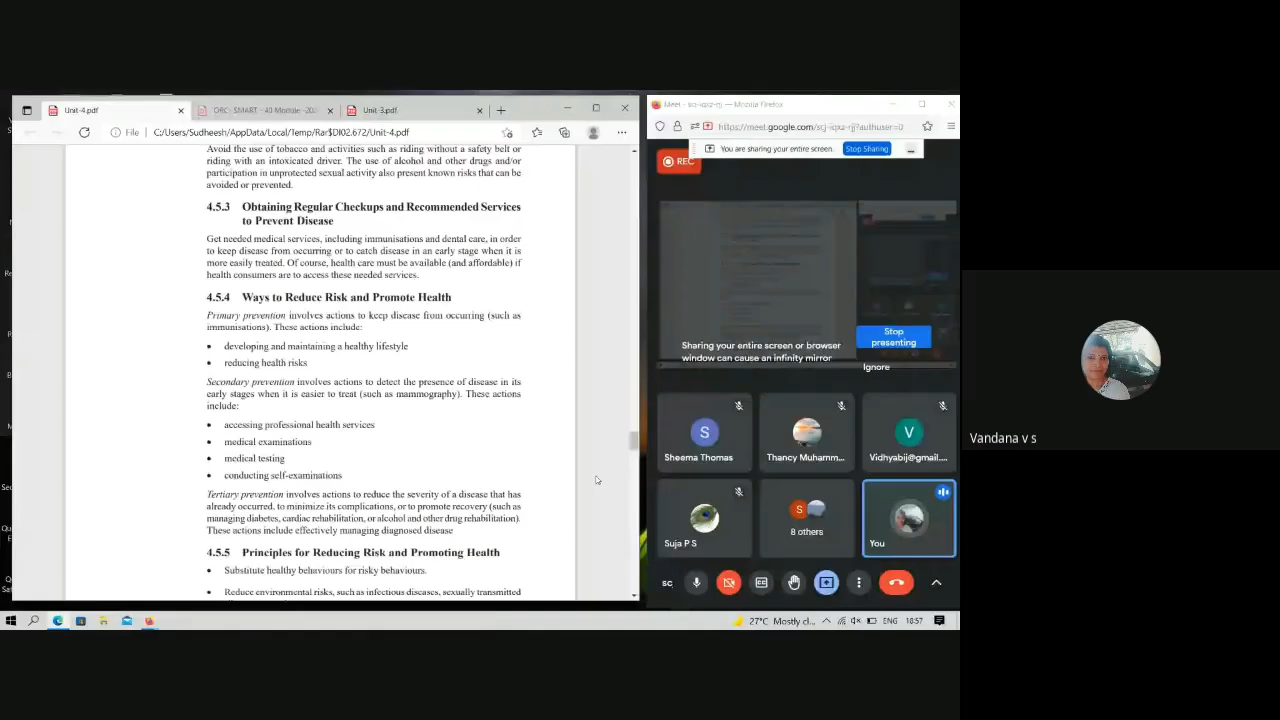 Unit-4.pdf
Unit-3.pdf
File
C:/Users/Sudheesh/AppData/Local/Temp/Rar$DI02.672/Unit-4.pdf
Avoid the use of tobacco and activities such as riding without a safety belt or
riding with an intoxicated driver. The use of alcohol and other drugs and/or
participation in unprotected sexual activity also present known risks that can be
avoided or prevented.
4.5.3 Obtaining Regular Checkups and Recommended Services
to Prevent Disease
Get needed medical services, including immunisations and dental care, in order
to keep disease from occurring or to catch disease in an early stage when it is
more easily treated. Of course, health care must be available (and affordable) if
health consumers are to access these needed services.
4.5.4 Ways to Reduce Risk and Promote Health
Primary prevention involves actions to keep disease from occurring (such as
immunisations). These actions include:
• developing and maintaining a healthy lifestyle
• reducing health risks
Secondary prevention involves actions to detect the presence of disease in its
early stages when it is easier to treat (such as mammography). These actions
include:
• accessing professional health services
• medical examinations
• medical testing
• conducting self-examinations
Tertiary prevention involves actions to reduce the severity of a disease that has
already occurred, to minimize its complications, or to promote recovery (such as
managing diabetes, cardiac rehabilitation, or alcohol and other drug rehabilitation).
These actions include effectively managing diagnosed disease
4.5.5 Principles for Reducing Risk and Promoting Health
• Substitute healthy behaviours for risky behaviours.
• Reduce environmental risks, such as infectious diseases, sexually transmitted
Mozilla Firefox
You are sharing your entire screen.
Stop Sharing
REC
Sharing your entire screen or browser
window can cause an infinity mirror
Stop
presenting
Ignore
S
Sheema Thomas
Thancy Muhamm...
V
Vidhyabij@gmail....
Suja P S
S
8 others
You
27°C Mostly cl...
ENG
18:57
Vandana v s